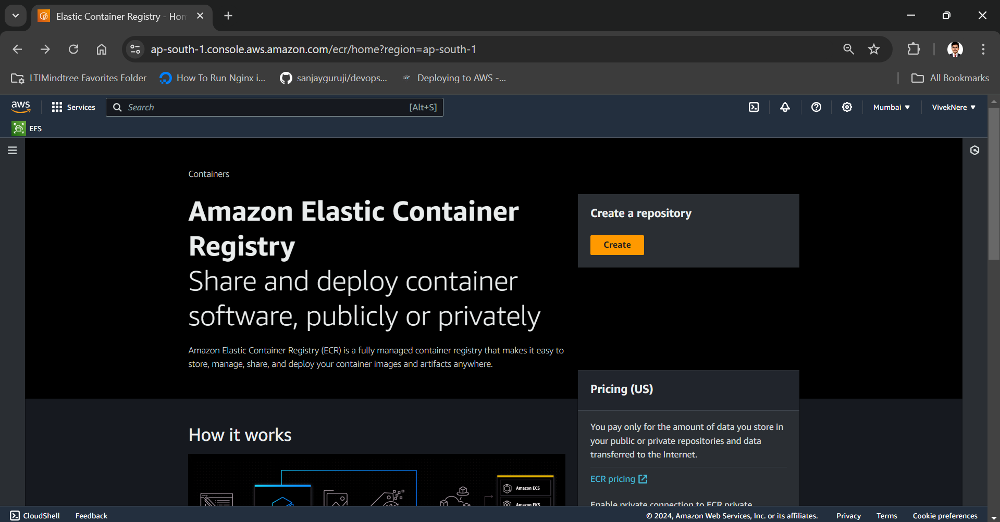 Elastic Container Registry - Hom
ap-south-1.console.aws.amazon.com/ecr/home?region=ap-south-1
LTIMindtree Favorites Folder
How To Run Nginx i...
sanjayguruji/devops...
Deploying to AWS -...
All Bookmarks
aws
Services
Search
[Alt+S]
Mumbai
VivekNere
EFS
Containers
Amazon Elastic Container
Registry
Share and deploy container
software, publicly or privately
Amazon Elastic Container Registry (ECR) is a fully managed container registry that makes it easy to
store, manage, share, and deploy your container images and artifacts anywhere.
Create a repository
Create
Pricing (US)
You pay only for the amount of data you store in
your public or private repositories and data
transferred to the Internet.
ECR pricing
Enable private connection to ECR private
How it works
Amazon ECS
Amazon EKS
CloudShell
Feedback
© 2024, Amazon Web Services, Inc. or its affiliates.
Privacy
Terms
Cookie preferences